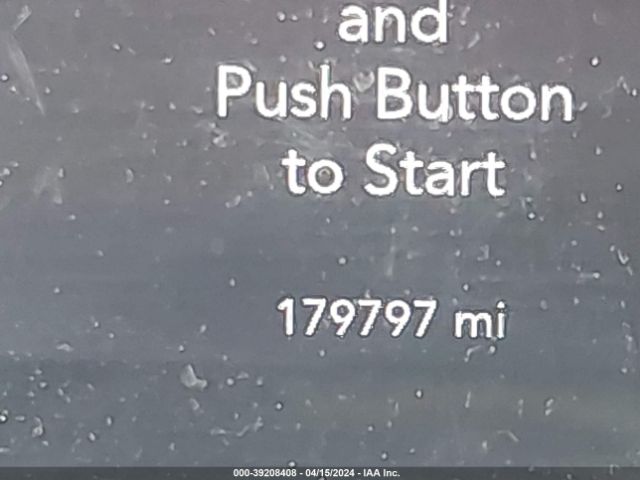 and
Push Button
to Start
179797 mi
000-39208408 - 04/15/2024 - IAA Inc.